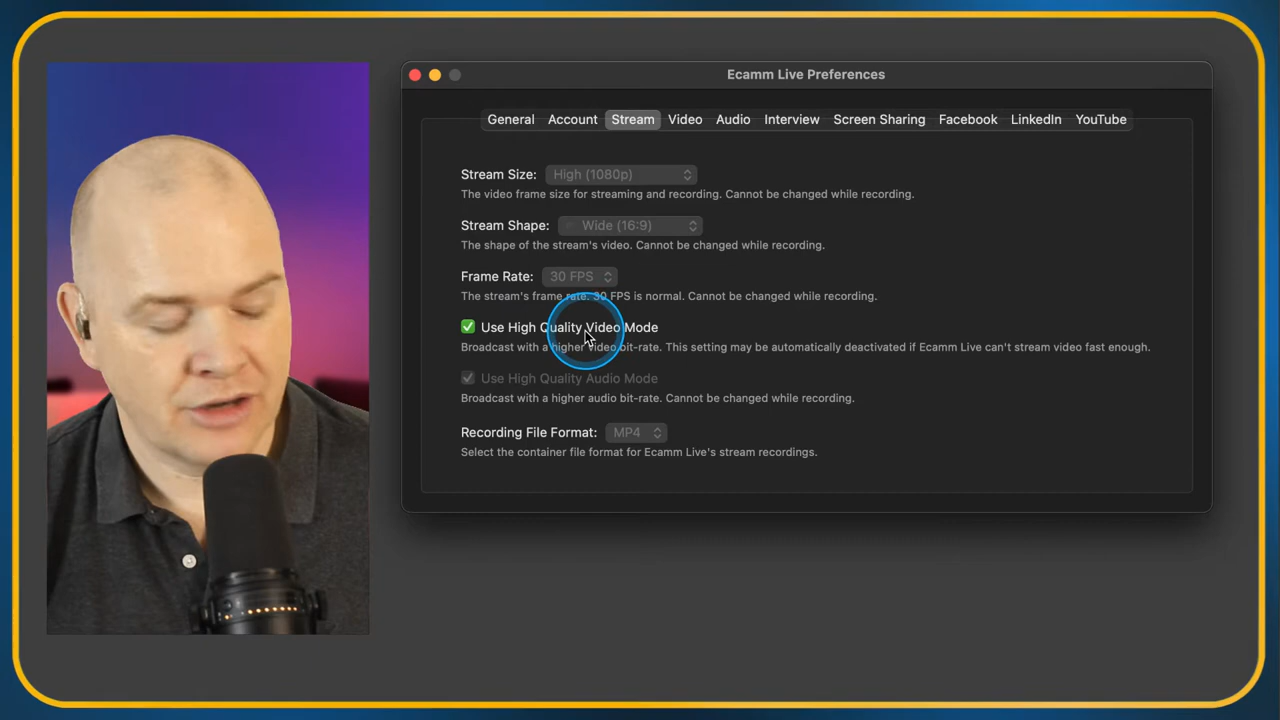 Ecamm Live Preferences
General Account Stream Video Audio Interview Screen Sharing Facebook LinkedIn YouTube
Stream Size: High (1080p)
The video frame size for streaming and recording. Cannot be changed while recording.
Stream Shape: Wide (16:9)
The shape of the stream's video. Cannot be changed while recording.
Frame Rate: 30 FPS
The stream's frame rate. 30 FPS is normal. Cannot be changed while recording.
Use High Quality Video Mode
Broadcast with a higher video bit-rate. This setting may be automatically deactivated if Ecamm Live can't stream video fast enough.
Use High Quality Audio Mode
Broadcast with a higher audio bit-rate. Cannot be changed while recording.
Recording File Format: MP4
Select the container file format for Ecamm Live's stream recordings.